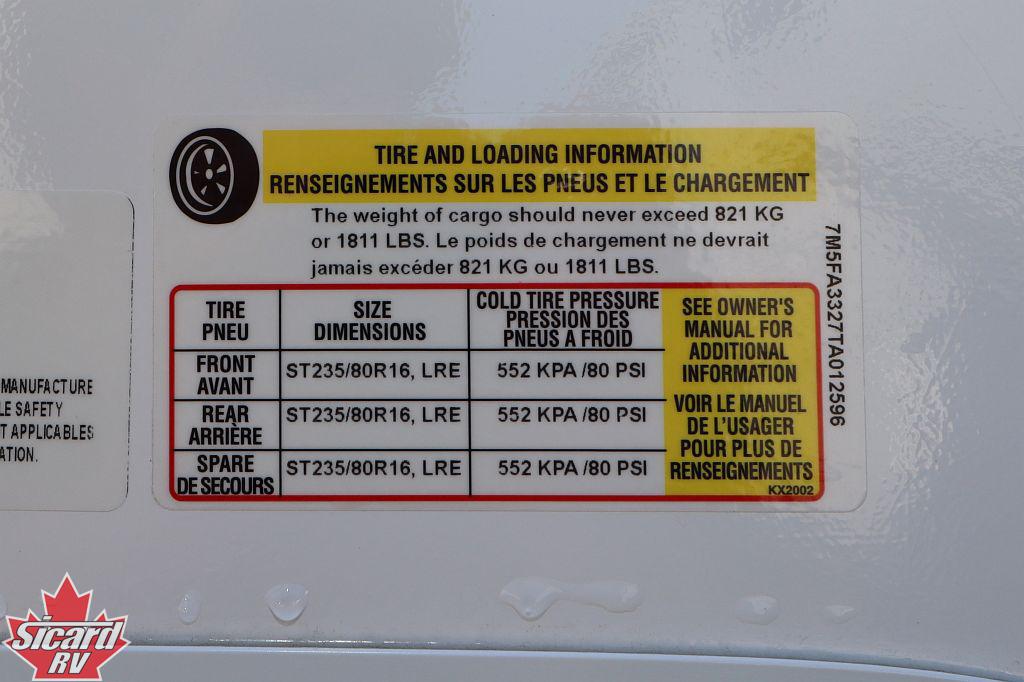 TIRE AND LOADING INFORMATION
RENSEIGNEMENTS SUR LES PNEUS ET LE CHARGEMENT
The weight of cargo should never exceed 821 KG
or 1811 LBS. Le poids de chargement ne devrait
jamais excéder 821 KG ou 1811 LBS.
TIRE
PNEU
SIZE
DIMENSIONS
COLD TIRE PRESSURE
PRESSION DES
PNEUS A FROID
FRONT
AVANT
ST235/80R16, LRE
552 KPA /80 PSI
REAR
ARRIÈRE
ST235/80R16, LRE
552 KPA /80 PSI
SPARE
DE SECOURS
ST235/80R16, LRE
552 KPA /80 PSI
SEE OWNER'S
MANUAL FOR
ADDITIONAL
INFORMATION
VOIR LE MANUEL
DE L'USAGER
POUR PLUS DE
RENSEIGNEMENTS
KX2002
7M5FA3327TA012596
MANUFACTURE
LE SAFETY
T APPLICABLES
ATION.
Sicard
RV